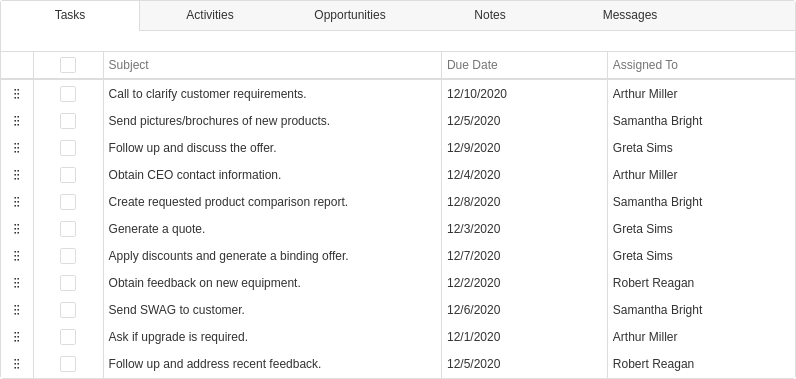 Tasks Activities Opportunities Notes Messages
Subject Due Date Assigned To
Call to clarify customer requirements. 12/10/2020 Arthur Miller
Send pictures/brochures of new products. 12/5/2020 Samantha Bright
Follow up and discuss the offer. 12/9/2020 Greta Sims
Obtain CEO contact information. 12/4/2020 Arthur Miller
Create requested product comparison report. 12/8/2020 Samantha Bright
Generate a quote. 12/3/2020 Greta Sims
Apply discounts and generate a binding offer. 12/7/2020 Greta Sims
Obtain feedback on new equipment. 12/2/2020 Robert Reagan
Send SWAG to customer. 12/6/2020 Samantha Bright
Ask if upgrade is required. 12/1/2020 Arthur Miller
Follow up and address recent feedback. 12/5/2020 Robert Reagan